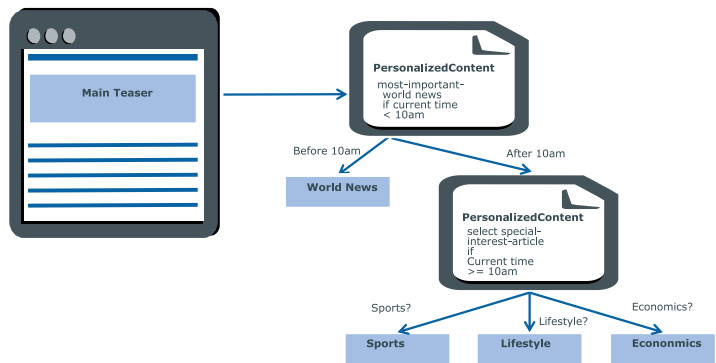 Main Teaser
PersonalizedContent
most-important-
world news
if current time
< 10am
Before 10am
After 10am
World News
PersonalizedContent
select special-
interest-article
if
Current time
>= 10am
Sports?
Lifestyle?
Economics?
Sports
Lifestyle
Econonmics